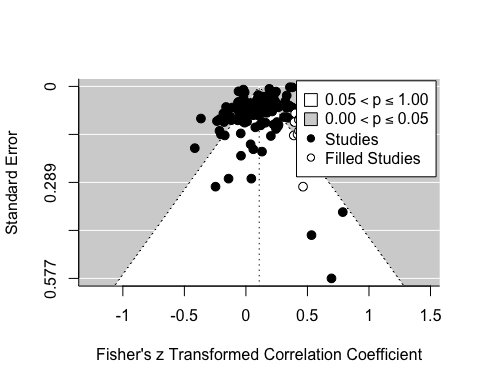 0.05 < p ≤ 1.00
0.00 < p ≤ 0.05
Studies
Filled Studies
Standard Error
0
0.289
0.577
-1
-0.5
0
0.5
1
1.5
Fisher's z Transformed Correlation Coefficient